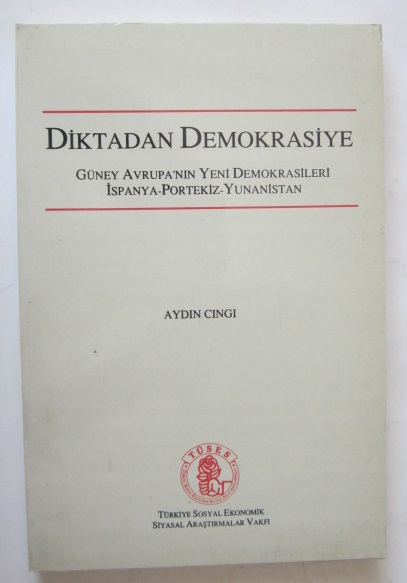 DİKTADAN DEMOKRASİYE
GÜNEY AVRUPA'NIN YENİ DEMOKRASİLERİ
İSPANYA-PORTEKİZ-YUNANİSTAN
AYDIN CINGI
TÜSES
TÜRKİYE SOSYAL EKONOMİK
SİYASAL ARAŞTIRMALAR VAKFI